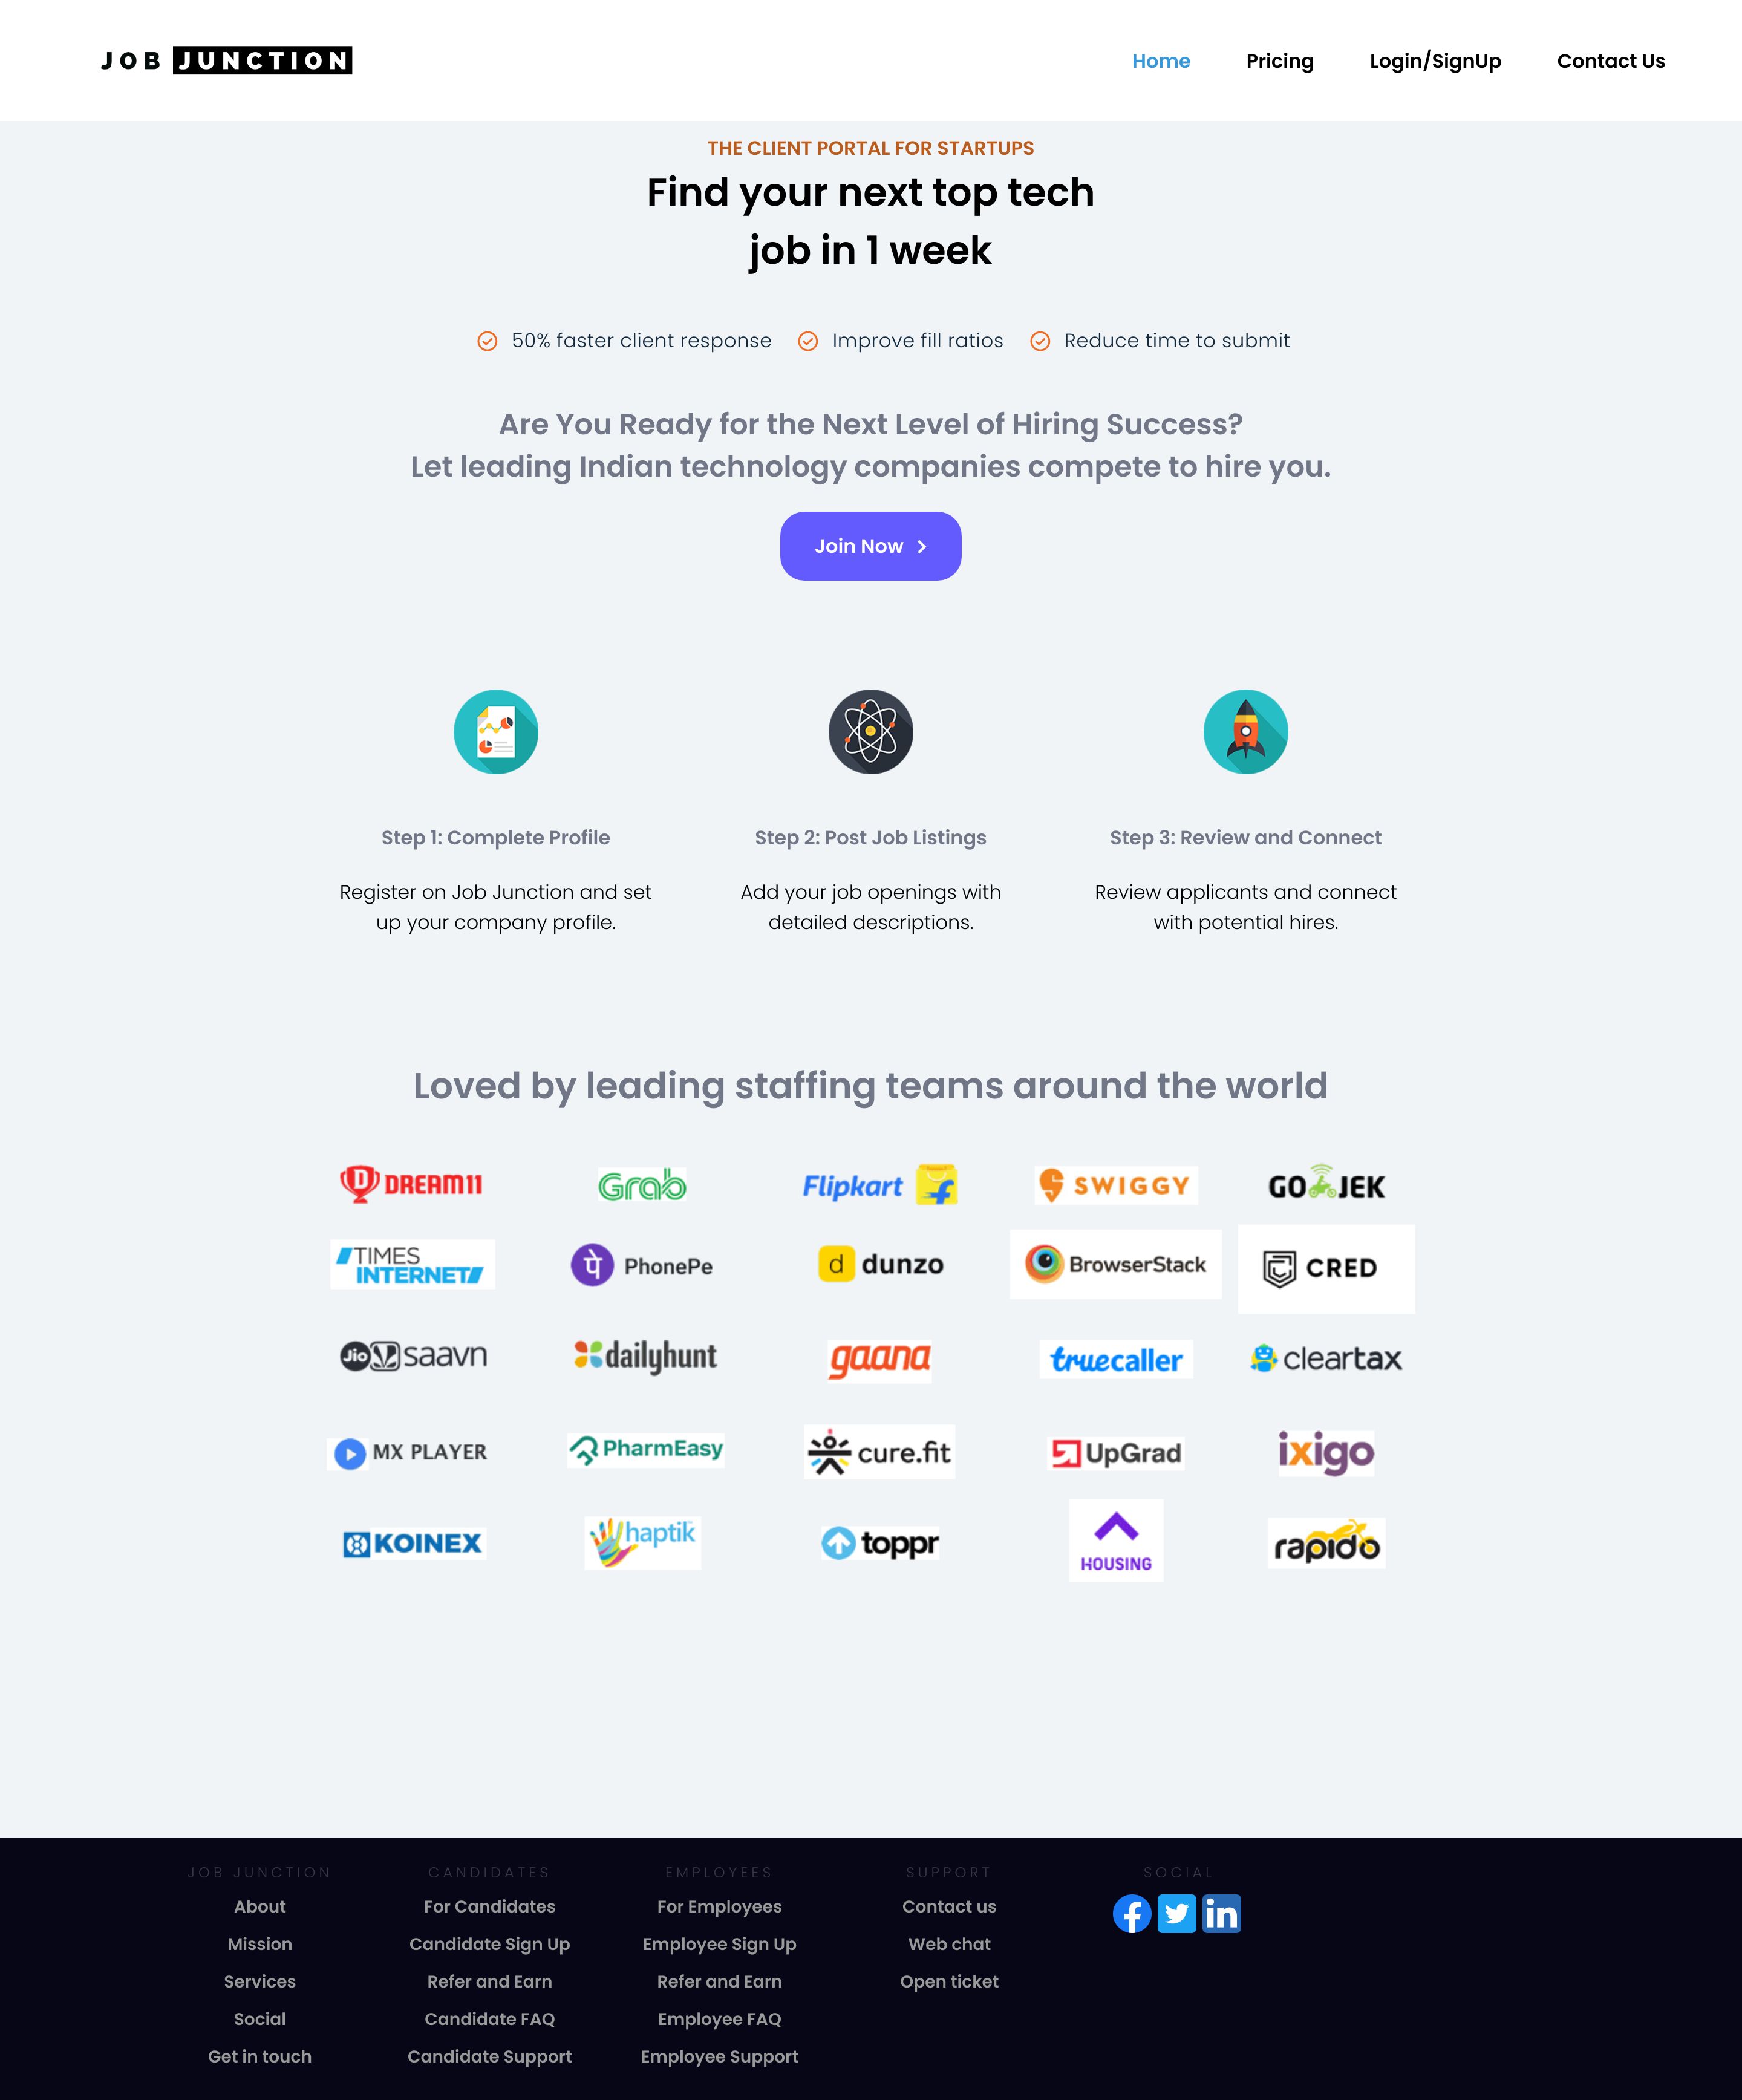 JOB JUNCTION
Home Pricing Login/SignUp Contact Us
THE CLIENT PORTAL FOR STARTUPS
Find your next top tech
job in 1 week
50% faster client response Improve fill ratios Reduce time to submit
Are You Ready for the Next Level of Hiring Success?
Let leading Indian technology companies compete to hire you.
Join Now
Step 1: Complete Profile
Register on Job Junction and set
up your company profile.
Step 2: Post Job Listings
Add your job openings with
detailed descriptions.
Step 3: Review and Connect
Review applicants and connect
with potential hires.
Loved by leading staffing teams around the world
D DREAM11 Grab Flipkart f SWIGGY GO JEK
TIMES
INTERNET
पे PhonePe d dunzo BrowserStack CRED
Jio saavn dailyhunt gaana truecaller cleartax
MX PLAYER PharmEasy cure.fit UpGrad ixigo
KOINEX haptik toppr HOUSING rapido
JOB JUNCTION
About
Mission
Services
Social
Get in touch
CANDIDATES
For Candidates
Candidate Sign Up
Refer and Earn
Candidate FAQ
Candidate Support
EMPLOYEES
For Employees
Employee Sign Up
Refer and Earn
Employee FAQ
Employee Support
SUPPORT
Contact us
Web chat
Open ticket
SOCIAL
f in